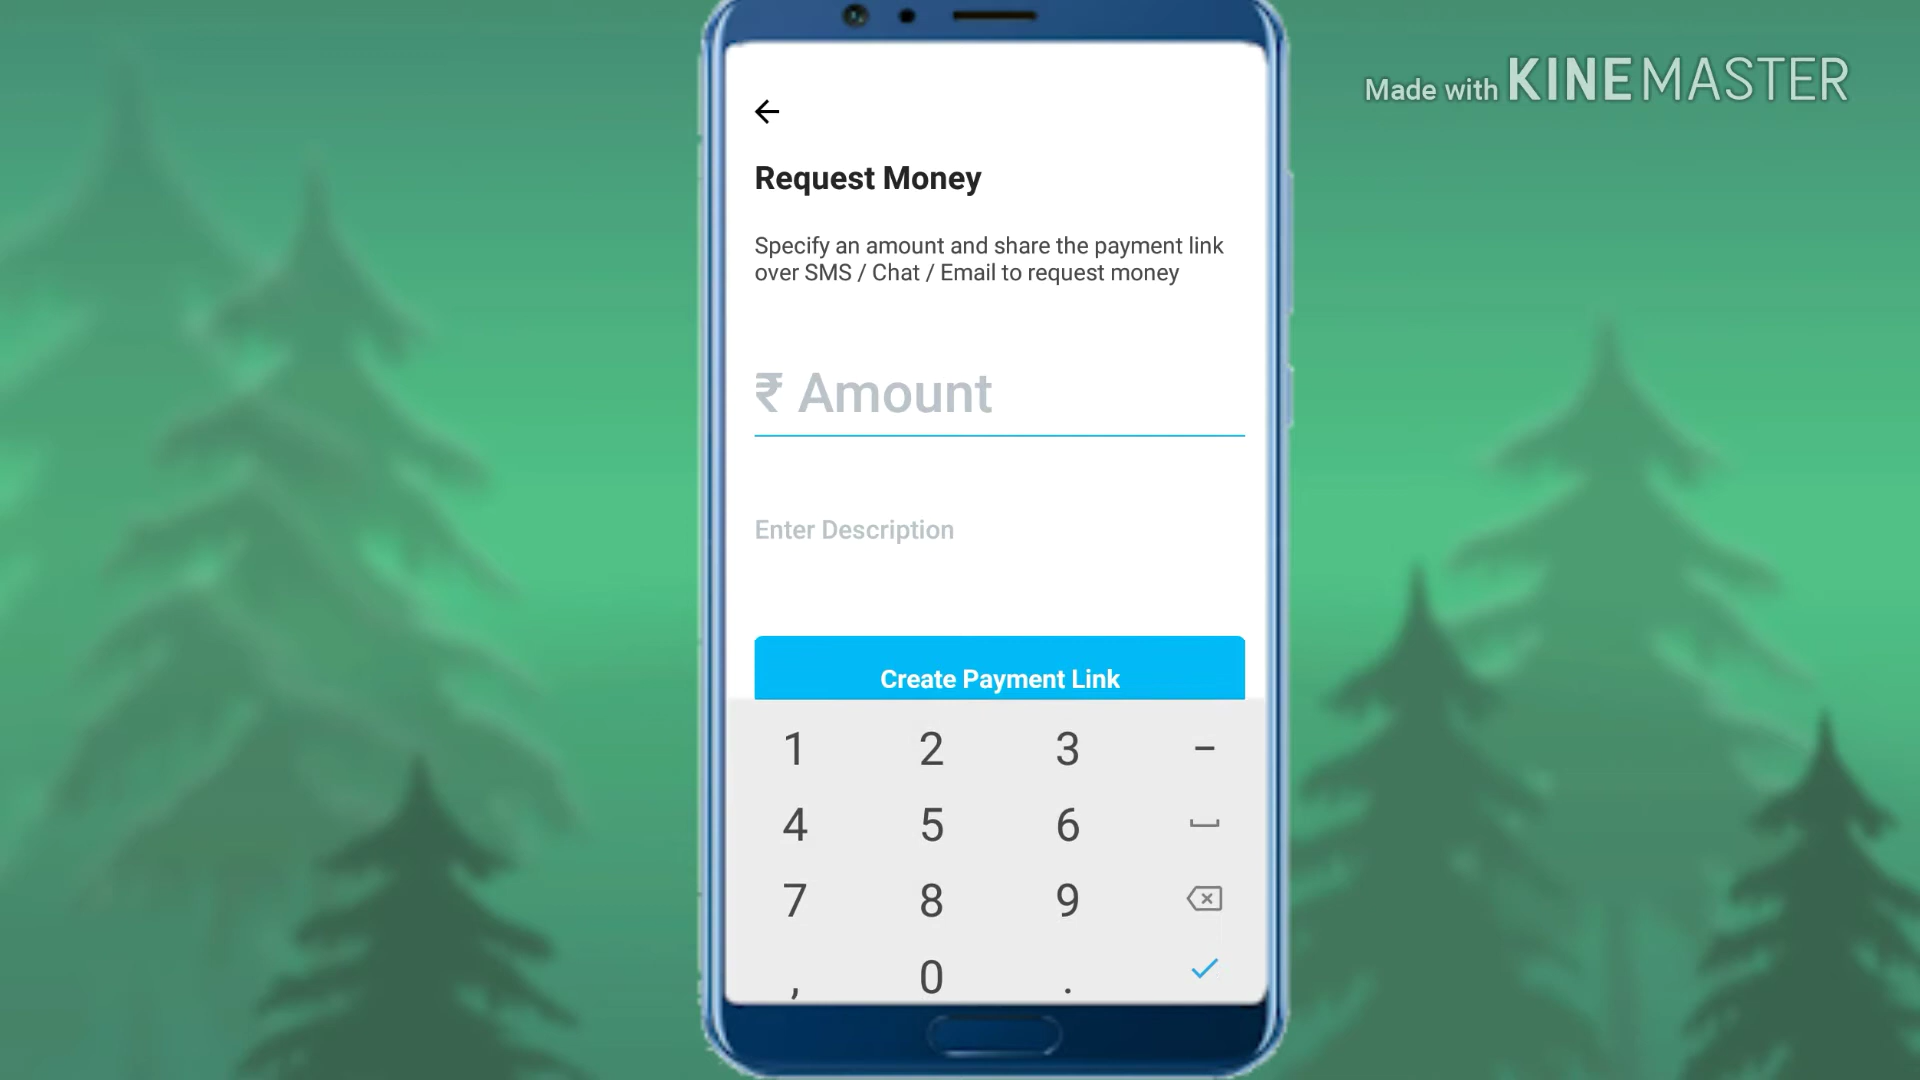 Made with KINEMASTER
Request Money
Specify an amount and share the payment link
over SMS / Chat / Email to request money
₹ Amount
Enter Description
Create Payment Link
1 2 3 -
4 5 6
7 8 9
, 0 .